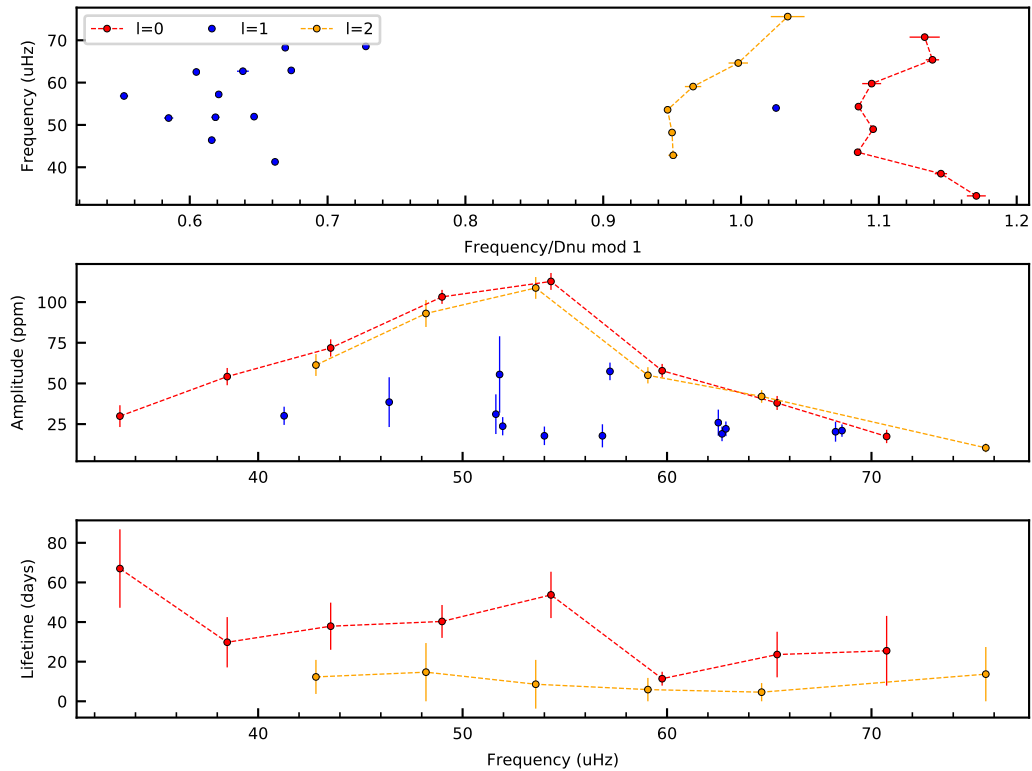 l=0 l=1 l=2
Frequency (uHz)
70
60
50
40
0.6 0.7 0.8 0.9 1.0 1.1 1.2
Frequency/Dnu mod 1
Amplitude (ppm)
100
75
50
25
40 50 60 70
Lifetime (days)
80
60
40
20
0
40 50 60 70
Frequency (uHz)